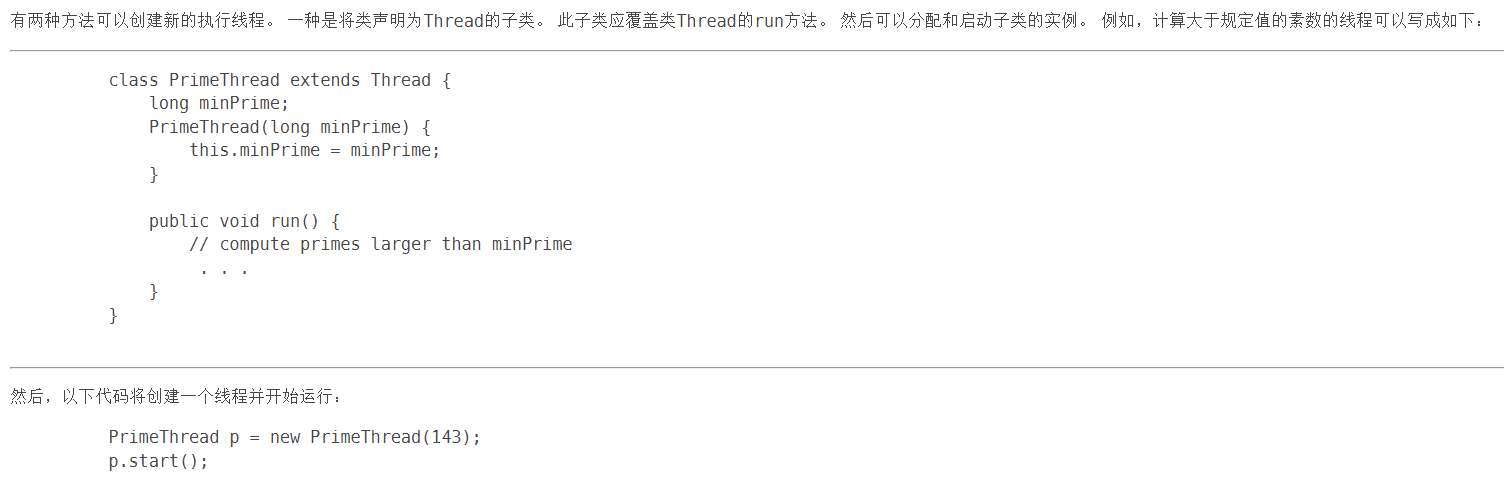 有两种方法可以创建新的执行线程。 一种是将类声明为Thread的子类。 此子类应覆盖类Thread的run方法。 然后可以分配和启动子类的实例。 例如，计算大于规定值的素数的线程可以写成如下：
class PrimeThread extends Thread {
    long minPrime;
    PrimeThread(long minPrime) {
        this.minPrime = minPrime;
    }

    public void run() {
        // compute primes larger than minPrime
         . . .
    }
}
然后，以下代码将创建一个线程并开始运行：
PrimeThread p = new PrimeThread(143);
p.start();